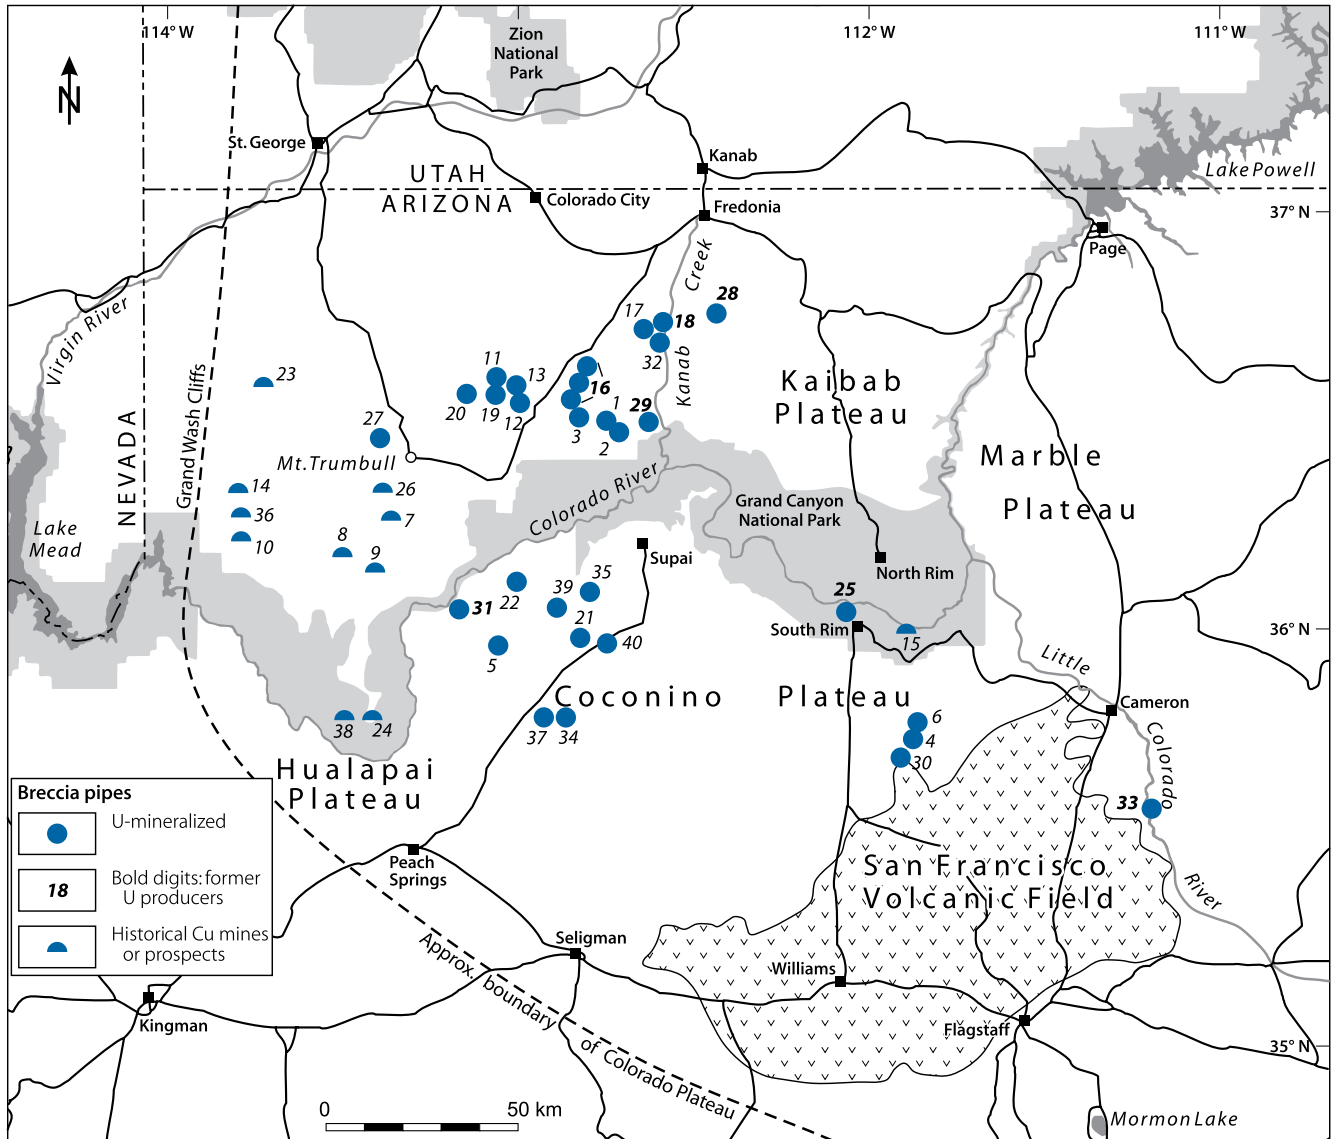 114° W
112° W
111° W
Zion
National
Park
N
St. George
Kanab
UTAH
ARIZONA
Colorado City
Fredonia
Lake Powell
37° N
Page
Virgin River
Grand Wash Cliffs
NEVADA
Kanab Creek
28
17
18
32
11
13
20
19
12
16
1
29
3
2
23
27
Mt. Trumbull
Kaibab
Plateau
Marble
Plateau
14
26
36
7
10
8
9
Lake
Mead
Colorado River
Grand Canyon
National Park
Supai
North Rim
31
22
39
35
21
40
5
25
South Rim
15
36° N
Little Colorado River
Cameron
Coconino Plateau
38
24
37
34
6
4
30
33
Hualapai
Plateau
San Francisco
Volcanic Field
Breccia pipes
U-mineralized
18
Bold digits: former
U producers
Historical Cu mines
or prospects
Peach
Springs
Seligman
Williams
Flagstaff
Kingman
Approx. boundary of Colorado Plateau
35° N
0
50 km
Mormon Lake